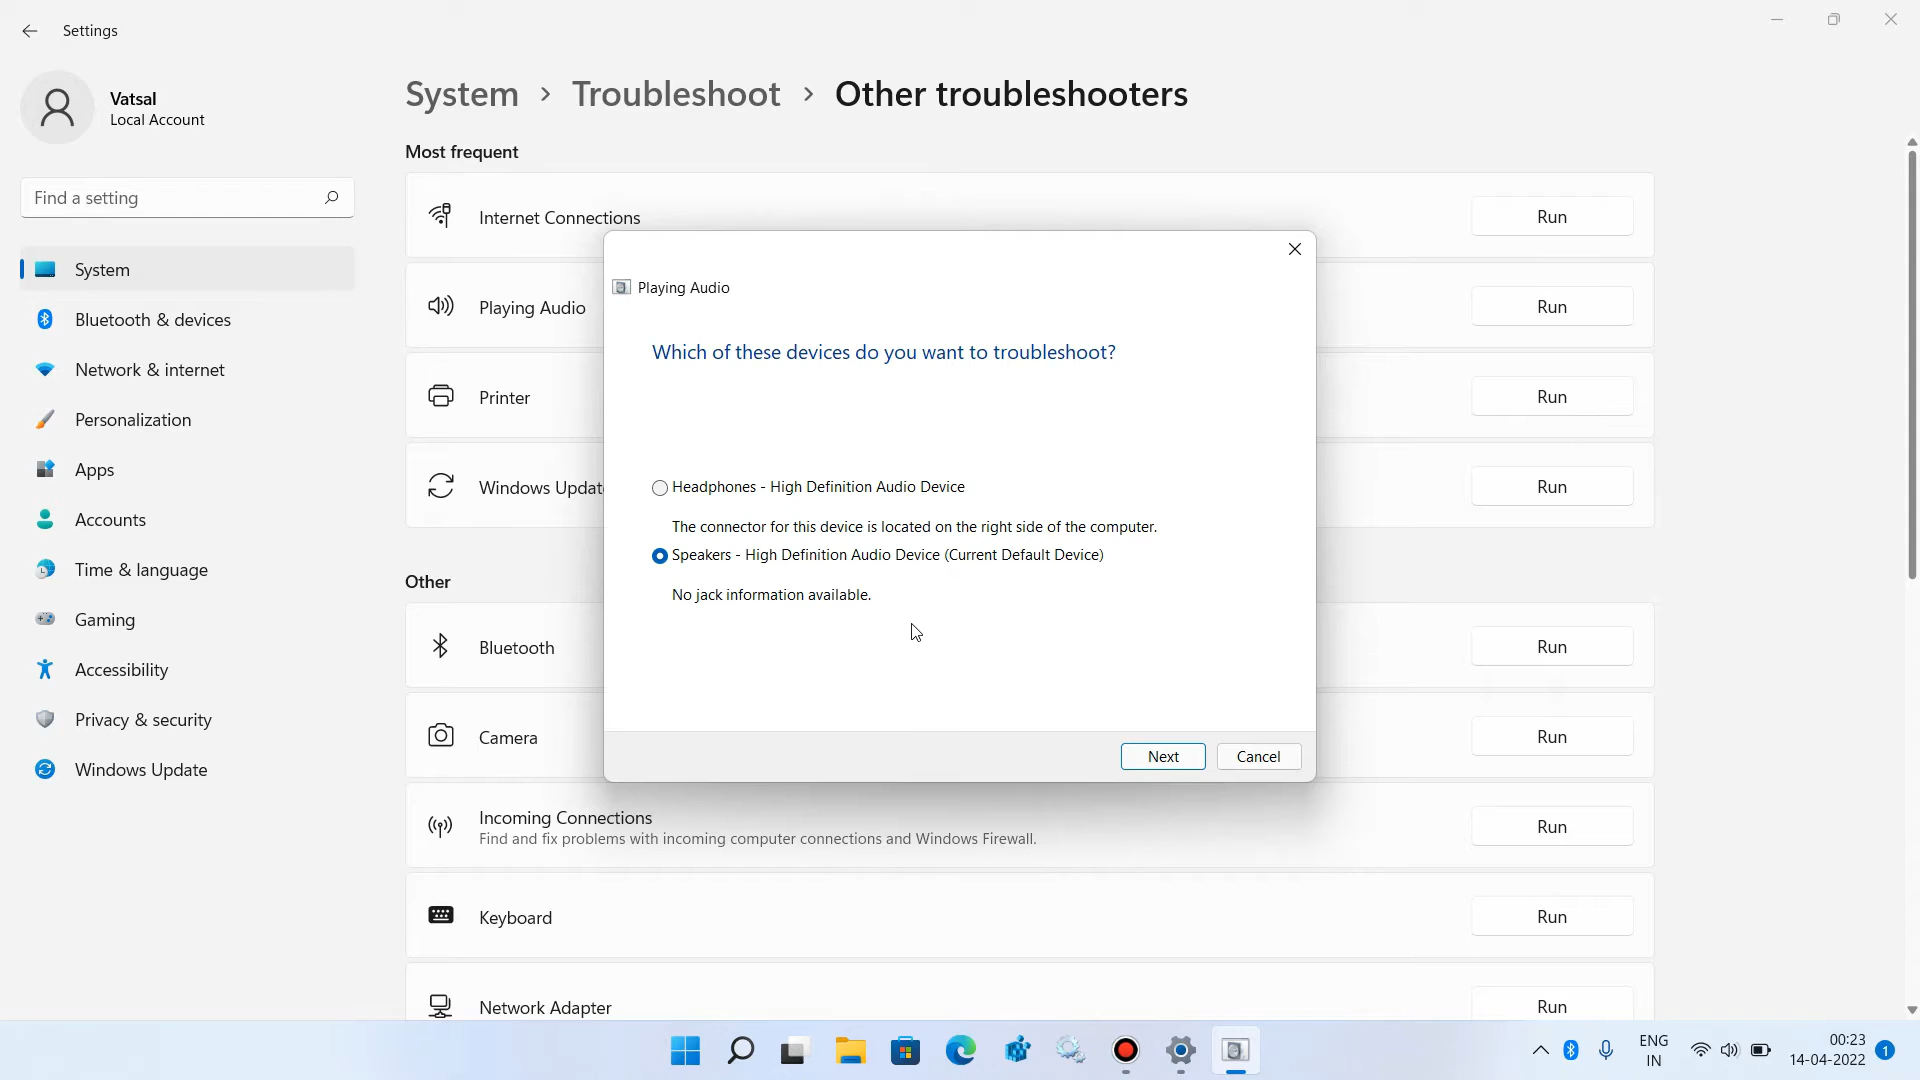 Settings
Vatsal
Local Account
Find a setting
System
Bluetooth & devices
Network & internet
Personalization
Apps
Accounts
Time & language
Gaming
Accessibility
Privacy & security
Windows Update
System > Troubleshoot > Other troubleshooters
Most frequent
Internet Connections
Run
Playing Audio
Run
Printer
Run
Windows Updat
Run
Other
Bluetooth
Run
Camera
Run
Incoming Connections
Find and fix problems with incoming computer connections and Windows Firewall.
Run
Keyboard
Run
Network Adapter
Run
Playing Audio
Which of these devices do you want to troubleshoot?
Headphones - High Definition Audio Device
The connector for this device is located on the right side of the computer.
Speakers - High Definition Audio Device (Current Default Device)
No jack information available.
Next
Cancel
ENG
IN
00:23
14-04-2022
1